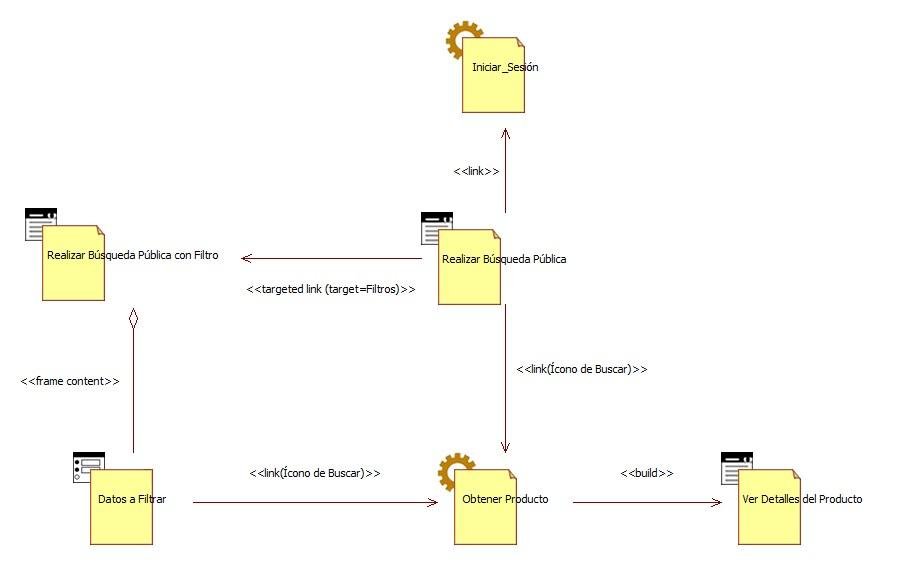 Iniciar_Sesión
<<link>>
Realizar Búsqueda Pública con Filtro
Realizar Búsqueda Pública
<<targeted link (target=Filtros)>>
<<link(Ícono de Buscar)>>
<<frame content>>
<<link(Ícono de Buscar)>>
<<build>>
Datos a Filtrar
Obtener Producto
Ver Detalles del Producto